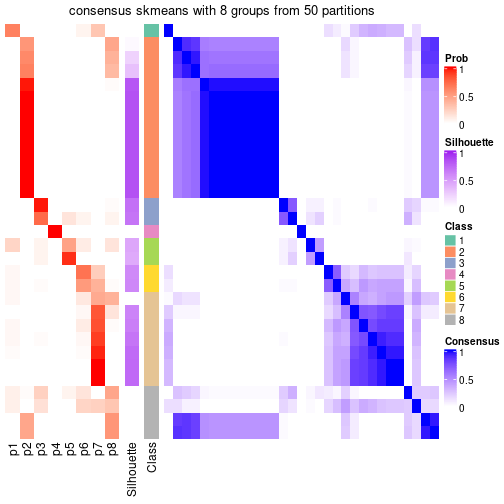 consensus skmeans with 8 groups from 50 partitions
Prob
1
0.5
0
Silhouette
1
0.5
0
Class
1
2
3
4
5
6
7
8
Consensus
1
0.5
0
p1
p2
p3
p4
p5
p6
p7
p8
Silhouette
Class